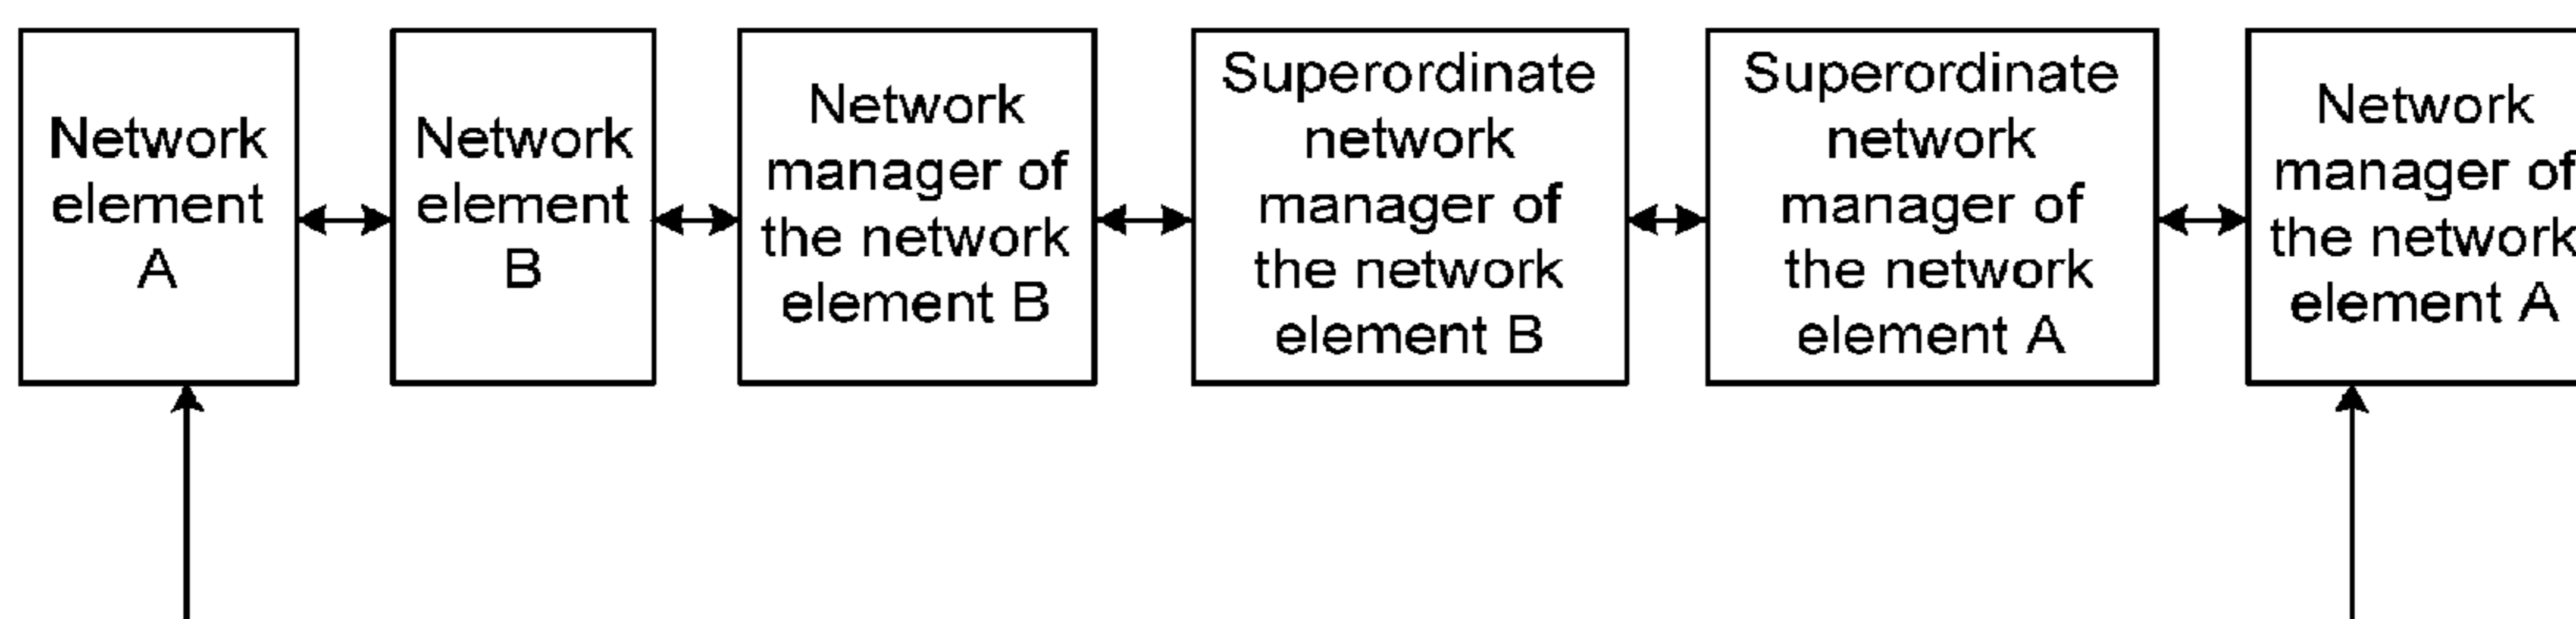 Network
element
A
Network
element
B
Network
manager of
the network
element B
Superordinate
network
manager of
the network
element B
Superordinate
network
manager of
the network
element A
Network
manager of
the network
element A